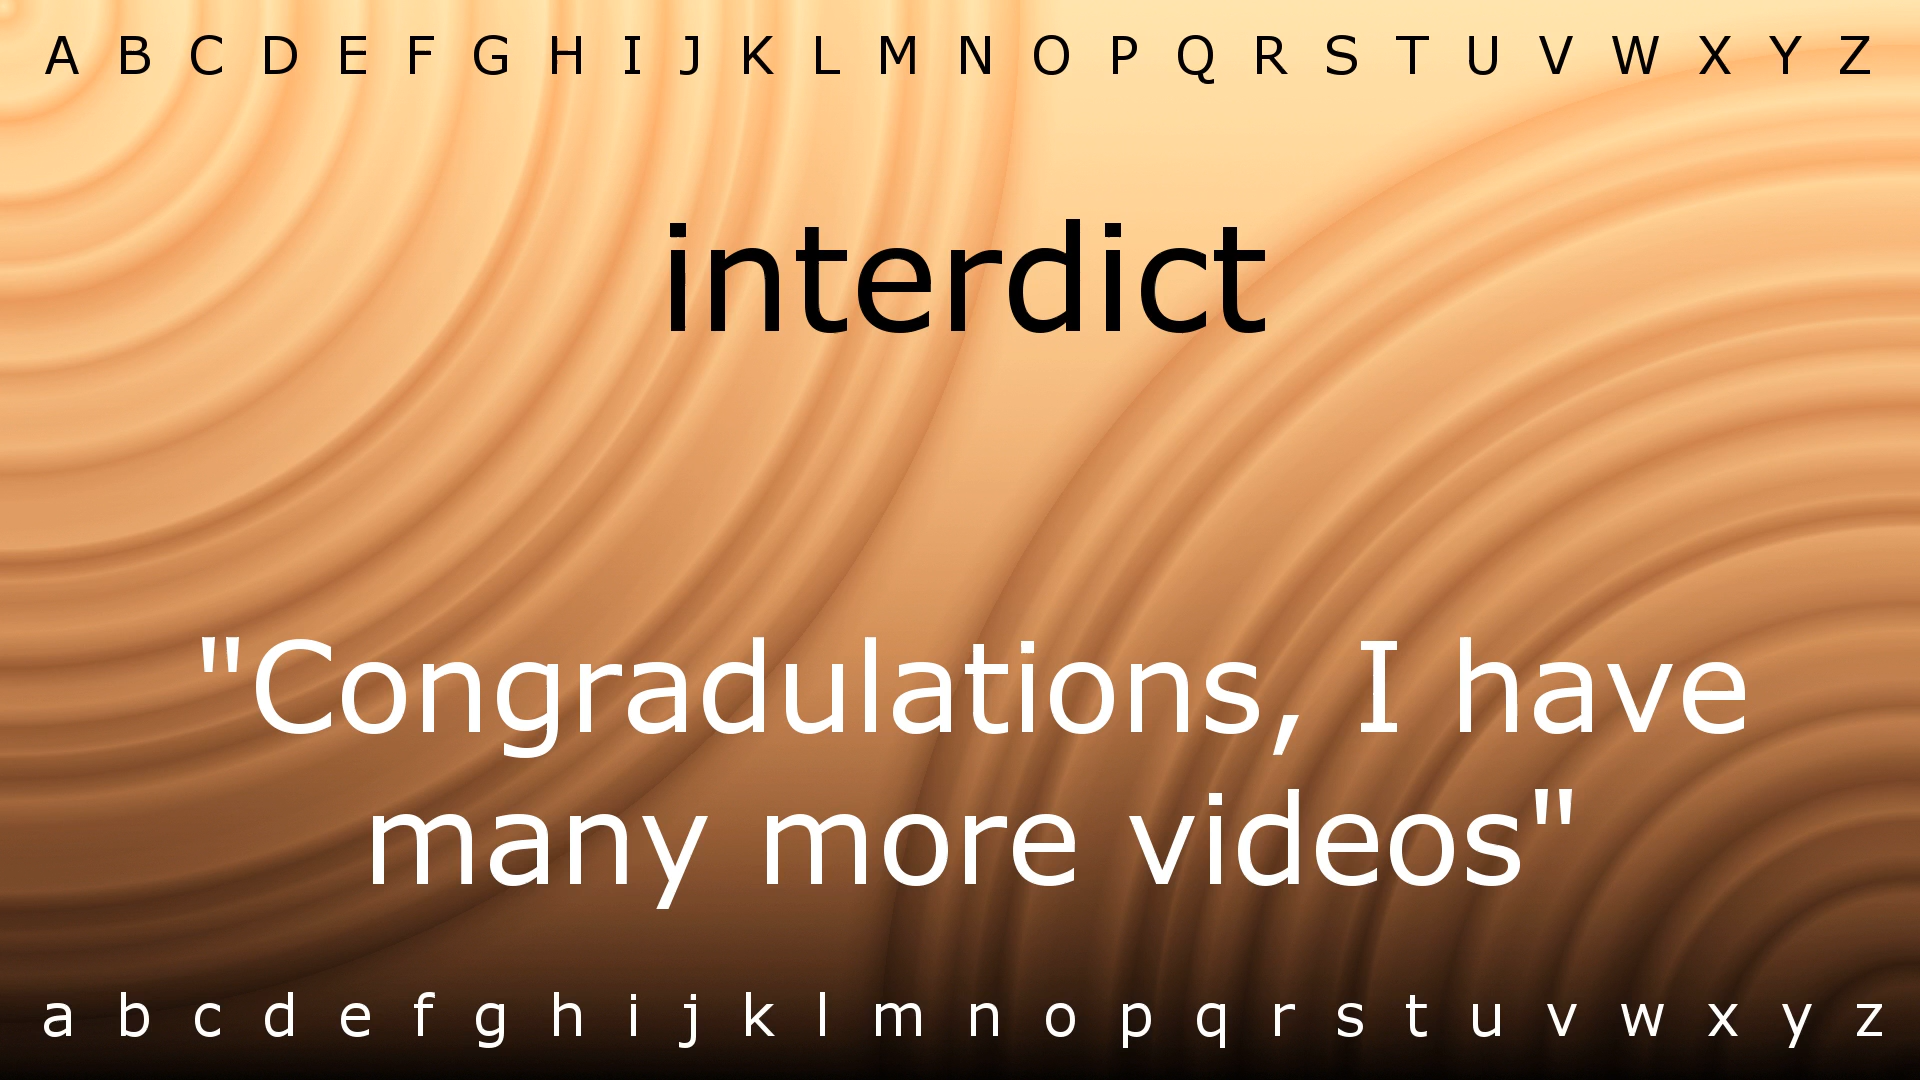 A B C D E F G H I J K L M N O P Q R S T U V W X Y Z
interdict
"Congradulations, I have
many more videos"
a b c d e f g h i j k l m n o p q r s t u v w x y z